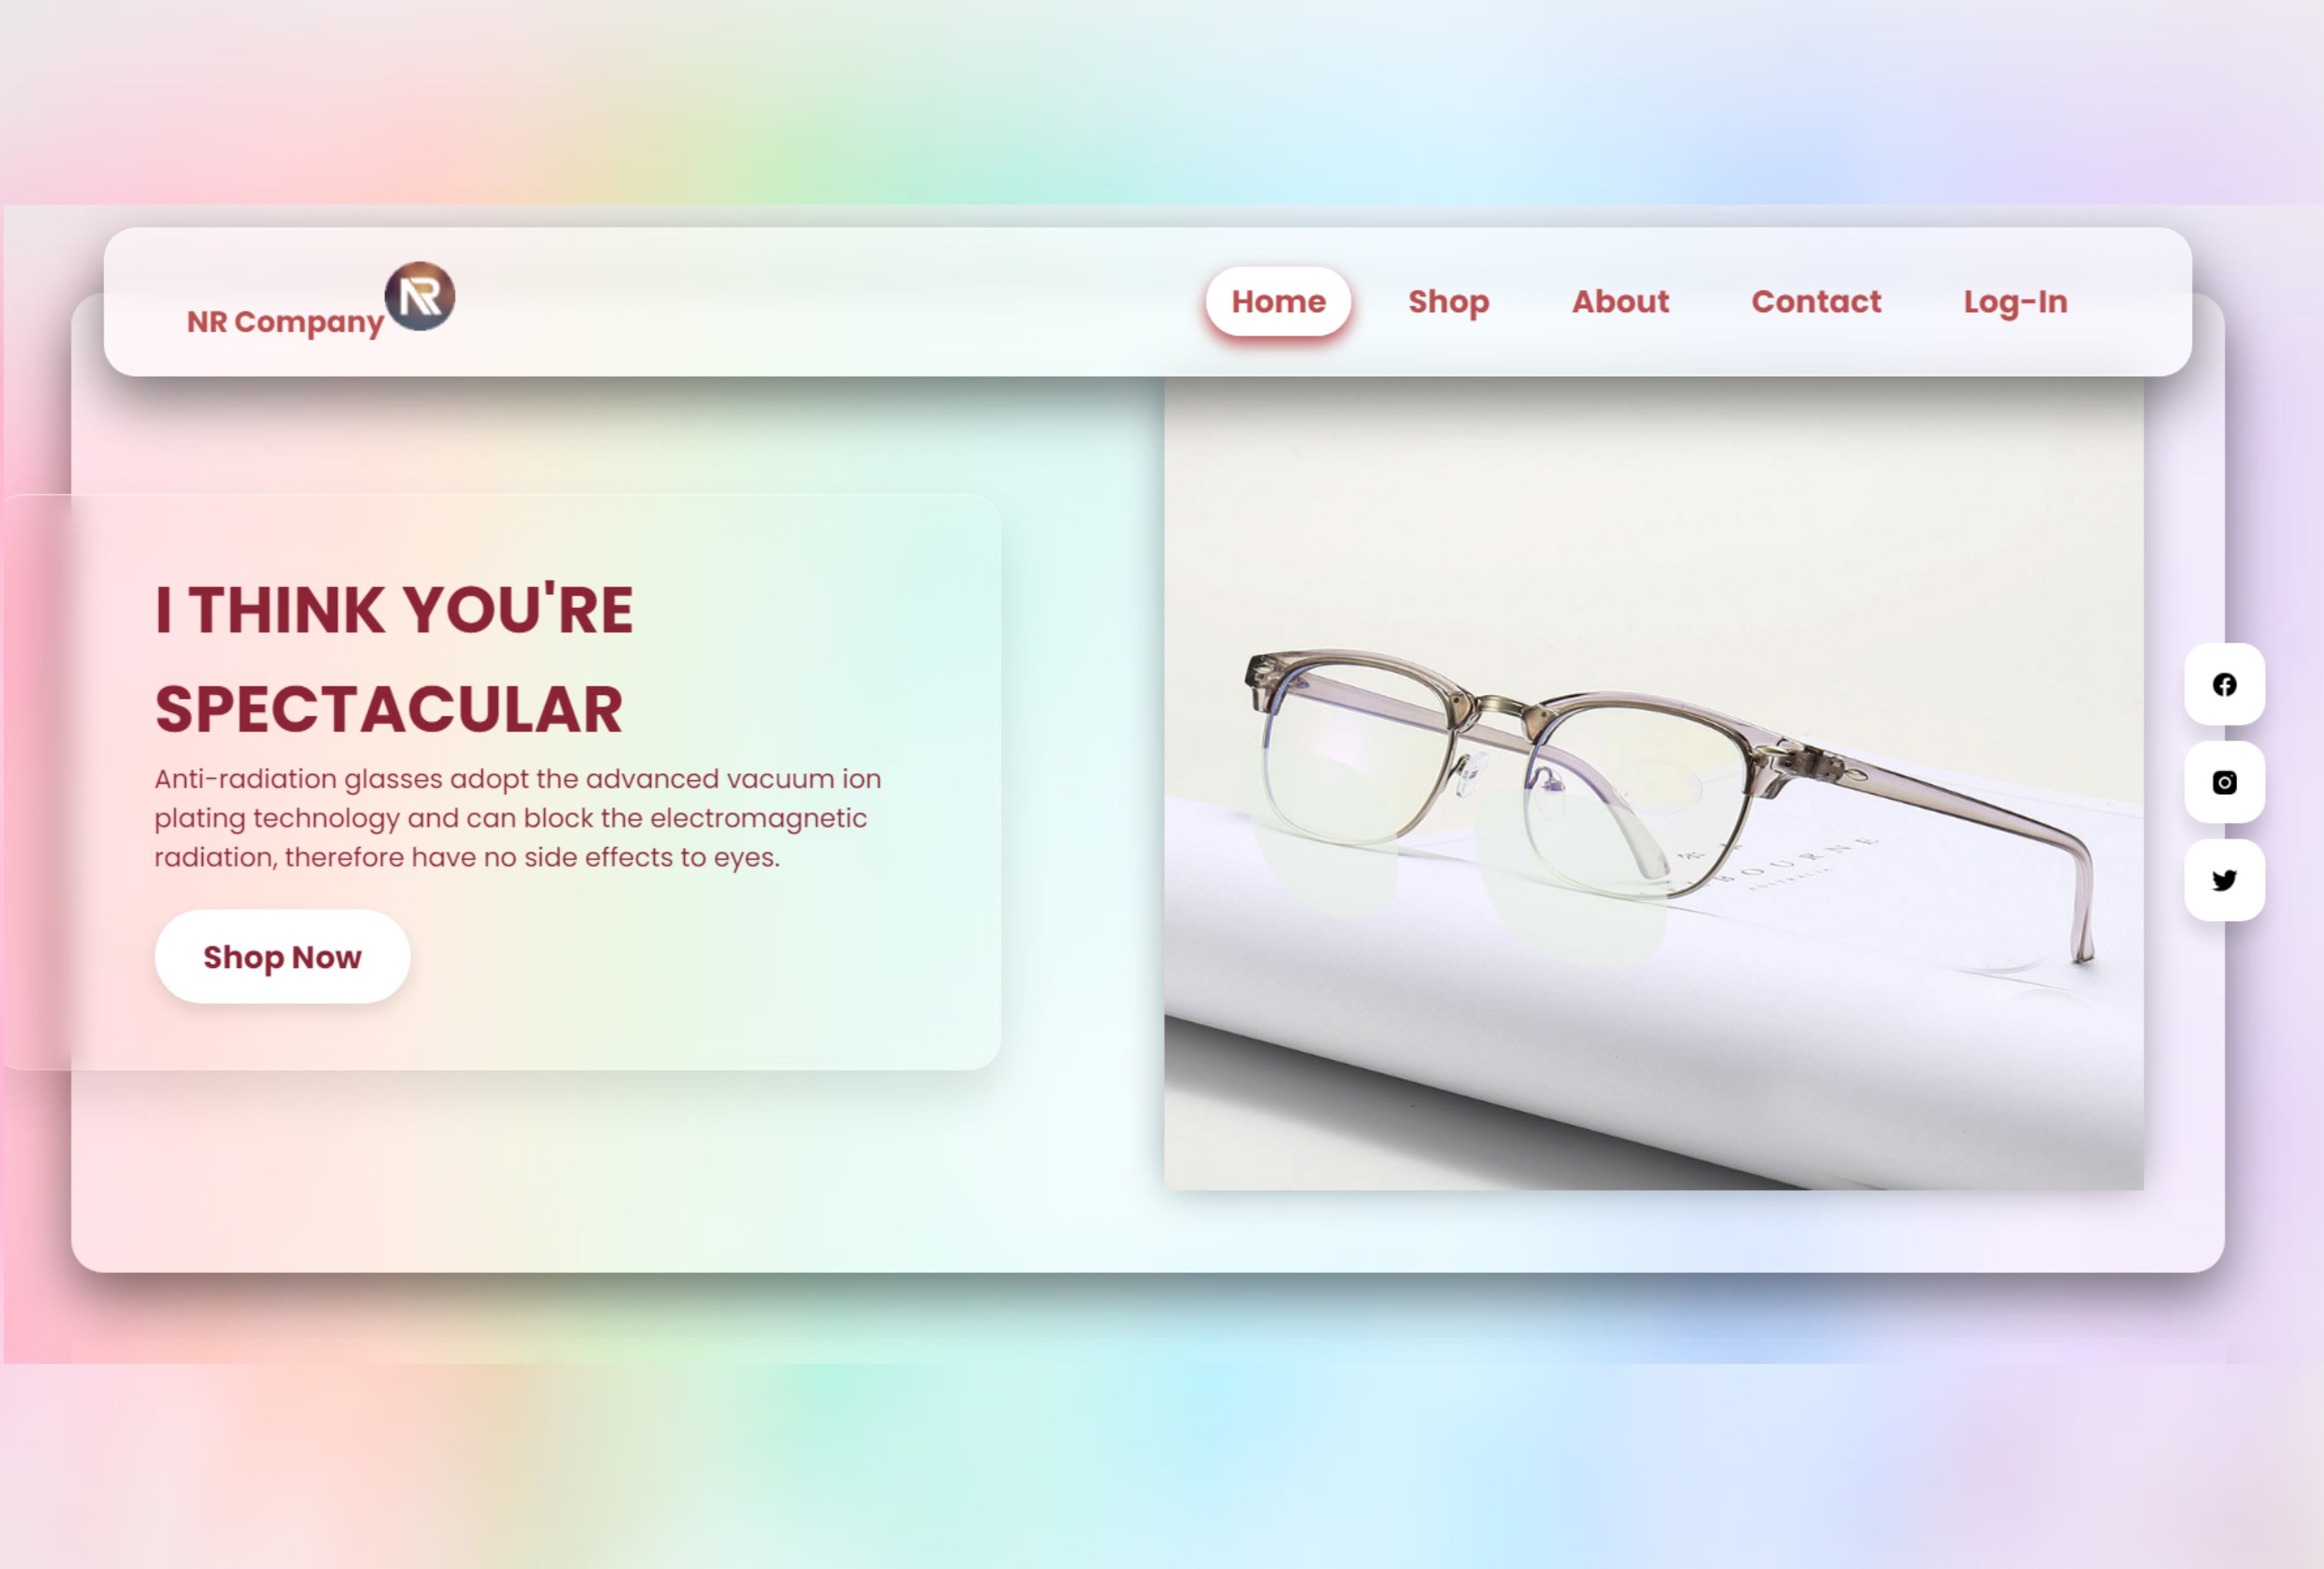 NR Company
NR
Home
Shop
About
Contact
Log-In
I THINK YOU'RE
SPECTACULAR
Anti-radiation glasses adopt the advanced vacuum ion
plating technology and can block the electromagnetic
radiation, therefore have no side effects to eyes.
Shop Now